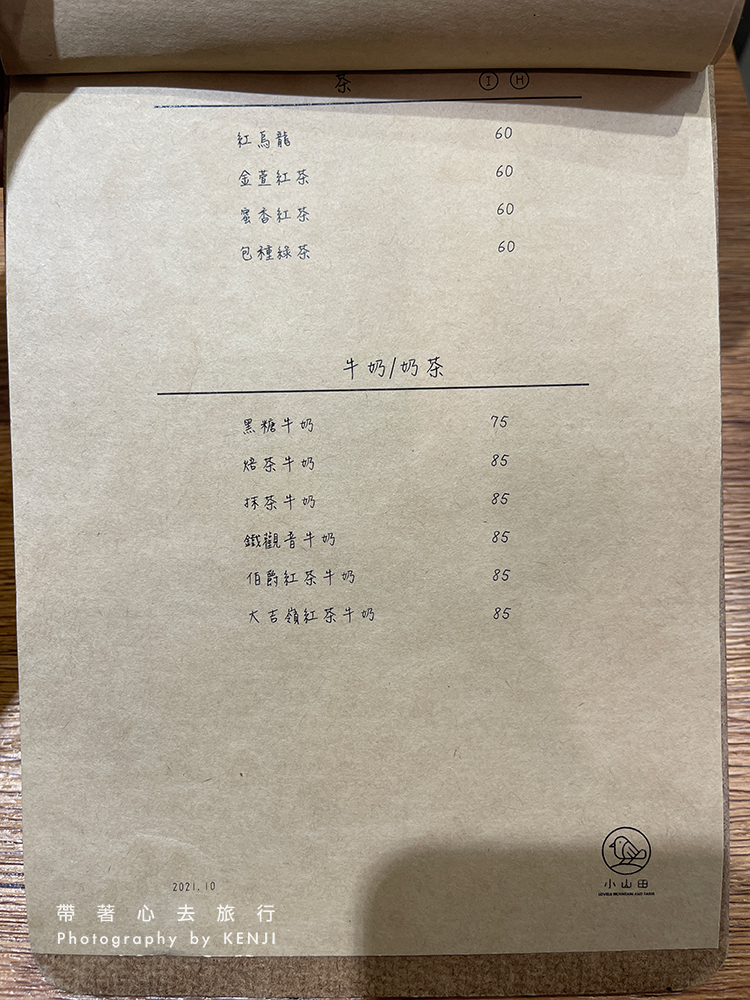 茶 Ⓘ Ⓗ
紅烏龍 60
金萱紅茶 60
蜜香紅茶 60
包種綠茶 60
牛奶/奶茶
黑糖牛奶 75
焙茶牛奶 85
抹茶牛奶 85
鐵觀音牛奶 85
伯爵紅茶牛奶 85
大吉嶺紅茶牛奶 85
2021.10
小山田
帶著心去旅行
Photography by KENJI